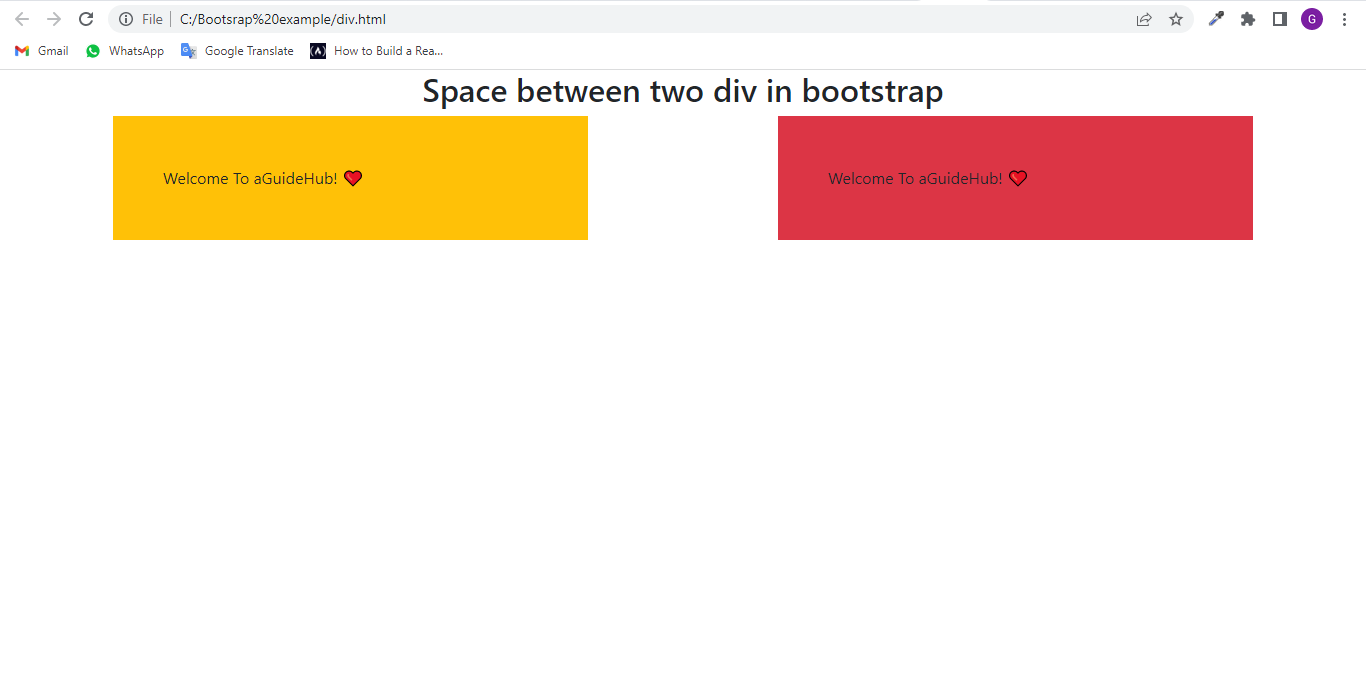 File | C:/Bootsrap%20example/div.html
G
Gmail WhatsApp Google Translate How to Build a Rea...
Space between two div in bootstrap
Welcome To aGuideHub! ❤ Welcome To aGuideHub! ❤